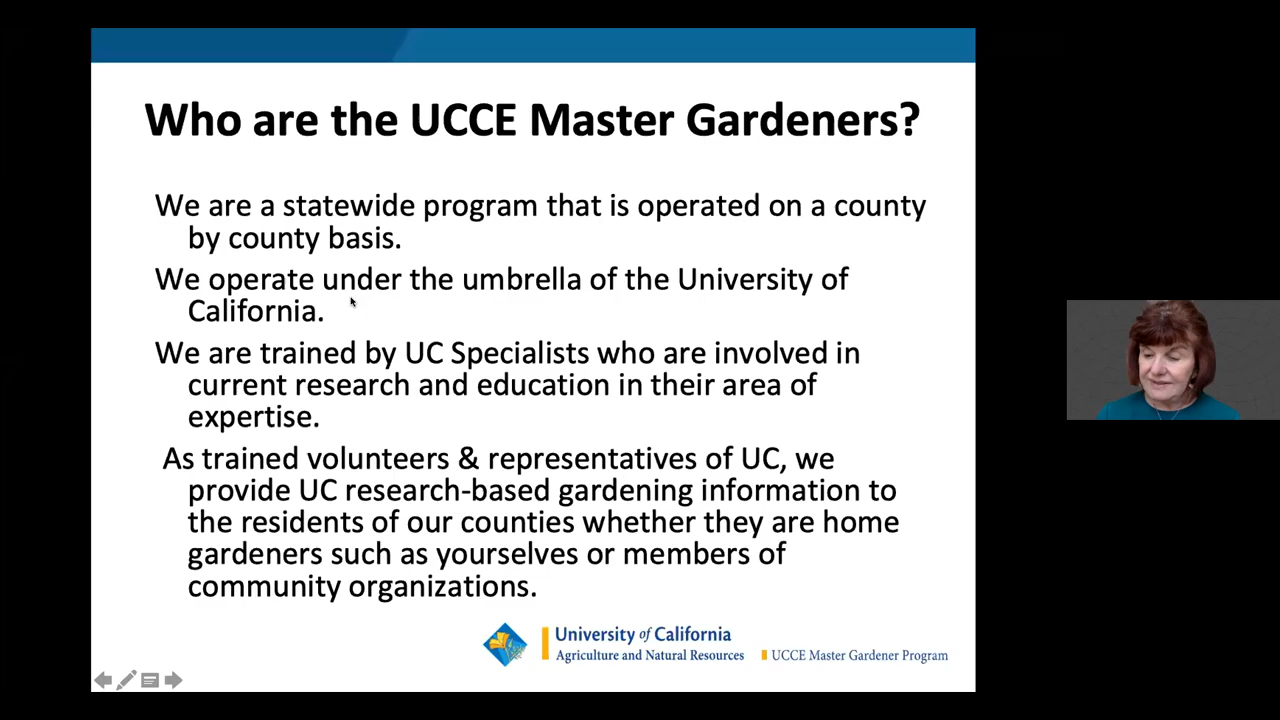 Who are the UCCE Master Gardeners?
We are a statewide program that is operated on a county
by county basis.
We operate under the umbrella of the University of
California.
We are trained by UC Specialists who are involved in
current research and education in their area of
expertise.
As trained volunteers & representatives of UC, we
provide UC research-based gardening information to
the residents of our counties whether they are home
gardeners such as yourselves or members of
community organizations.
University of California
Agriculture and Natural Resources
UCCE Master Gardener Program